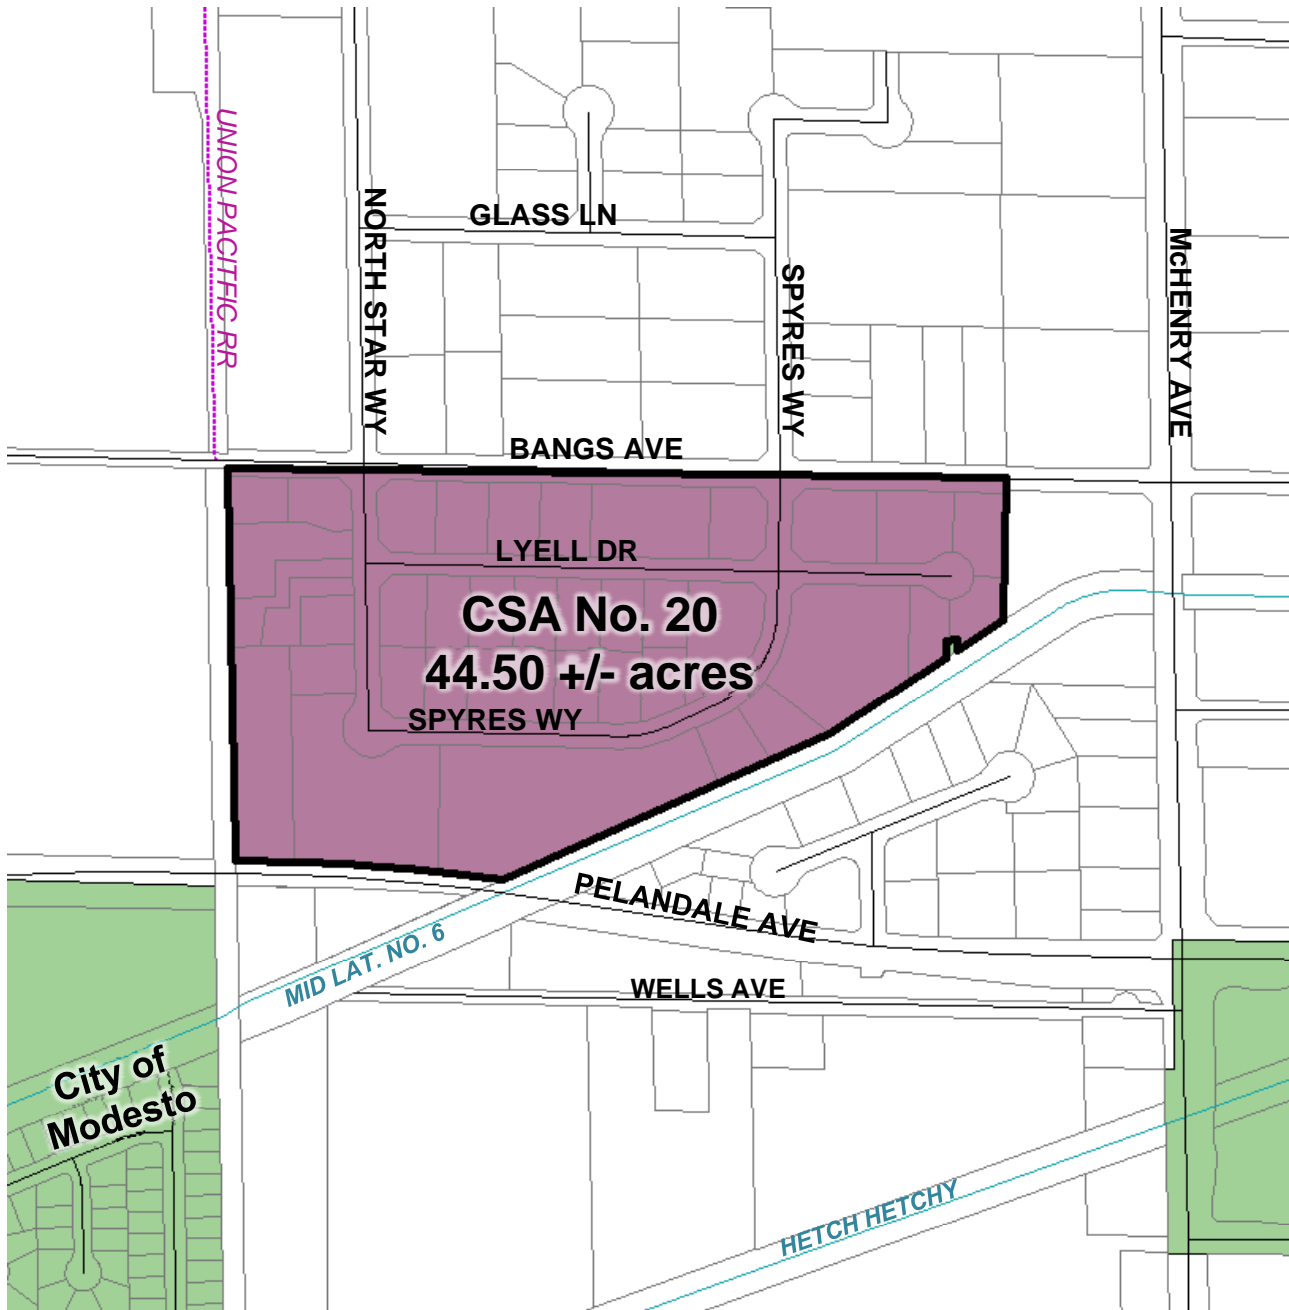 UNION PACITFIC RR
NORTH STAR WY
GLASS LN
SPYRES WY
McHENRY AVE
BANGS AVE
LYELL DR
CSA No. 20
44.50 +/- acres
SPYRES WY
PELANDALE AVE
MID LAT. NO. 6
WELLS AVE
City of
Modesto
HETCH HETCHY